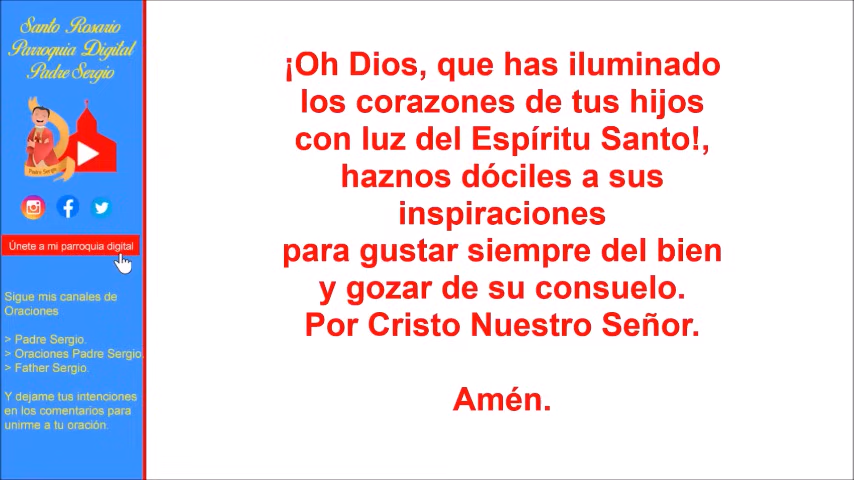 Santo Rosario
Parroquia Digital
Padre Sergio
Padre Sergio
Únete a mi parroquia digital
Sigue mis canales de
Oraciones
> Padre Sergio.
> Oraciones Padre Sergio.
> Father Sergio.
Y dejame tus intenciones
en los comentarios para
unirme a tu oración.
¡Oh Dios, que has iluminado
los corazones de tus hijos
con luz del Espíritu Santo!,
haznos dóciles a sus
inspiraciones
para gustar siempre del bien
y gozar de su consuelo.
Por Cristo Nuestro Señor.
Amén.